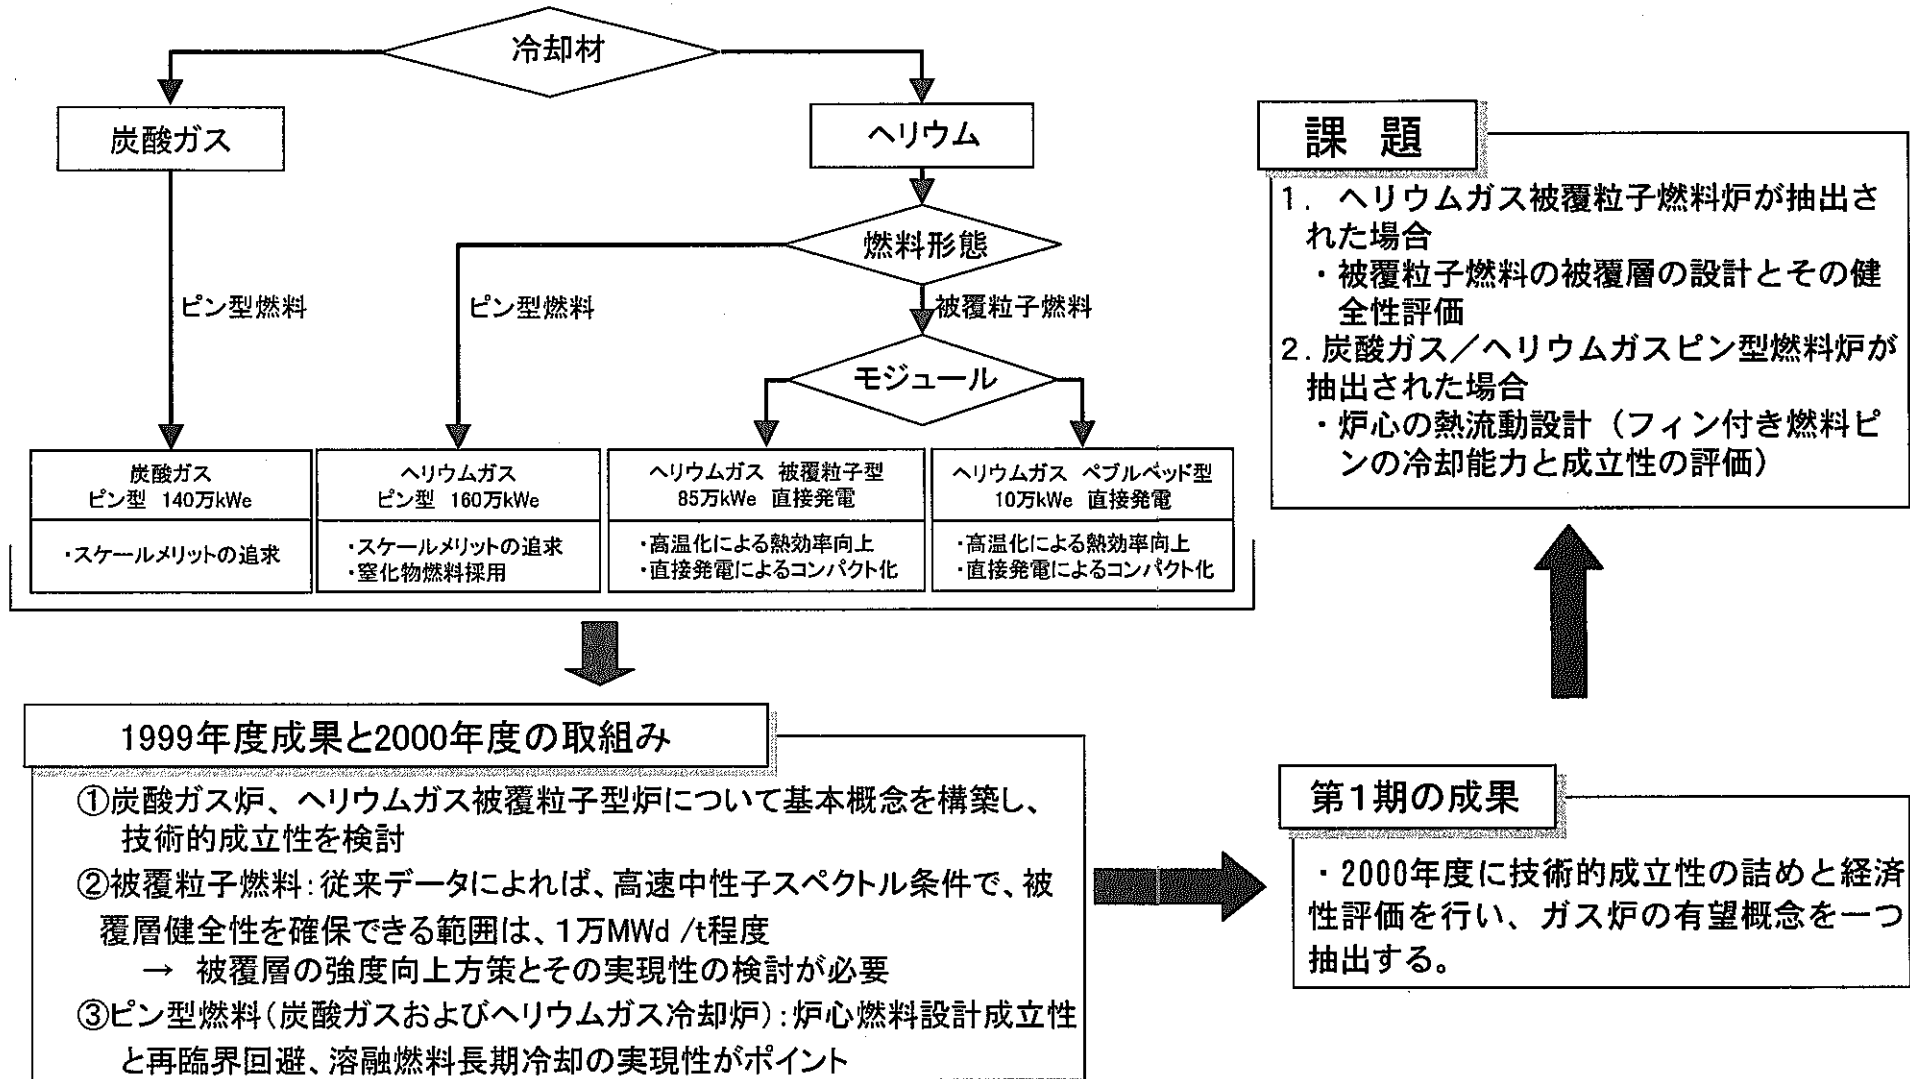 冷却材
炭酸ガス
ヘリウム
燃料形態
ピン型燃料
ピン型燃料
被覆粒子燃料
モジュール
炭酸ガス
ピン型 140万kWe
・スケールメリットの追求
ヘリウムガス
ピン型 160万kWe
・スケールメリットの追求
・窒化物燃料採用
ヘリウムガス 被覆粒子型
85万kWe 直接発電
・高温化による熱効率向上
・直接発電によるコンパクト化
ヘリウムガス ペブルベッド型
10万kWe 直接発電
・高温化による熱効率向上
・直接発電によるコンパクト化
課 題
1. ヘリウムガス被覆粒子燃料炉が抽出さ
れた場合
・被覆粒子燃料の被覆層の設計とその健
全性評価
2. 炭酸ガス／ヘリウムガスピン型燃料炉が
抽出された場合
・炉心の熱流動設計（フィン付き燃料ピ
ンの冷却能力と成立性の評価）
1999年度成果と2000年度の取組み
①炭酸ガス炉、ヘリウムガス被覆粒子型炉について基本概念を構築し、
技術的成立性を検討
②被覆粒子燃料：従来データによれば、高速中性子スペクトル条件で、被
覆層健全性を確保できる範囲は、1万MWd /t程度
→ 被覆層の強度向上方策とその実現性の検討が必要
③ピン型燃料（炭酸ガスおよびヘリウムガス冷却炉）：炉心燃料設計成立性
と再臨界回避、溶融燃料長期冷却の実現性がポイント
第1期の成果
・2000年度に技術的成立性の詰めと経済
性評価を行い、ガス炉の有望概念を一つ
抽出する。